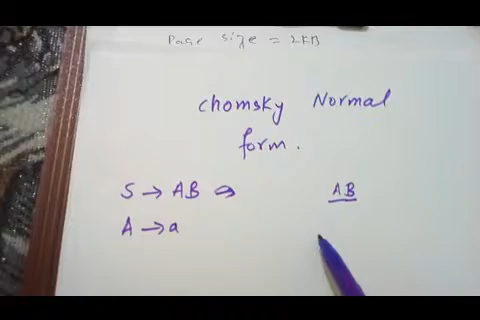 Page size = 2KB
Chomsky Normal
form.
S → AB
AB
A → a